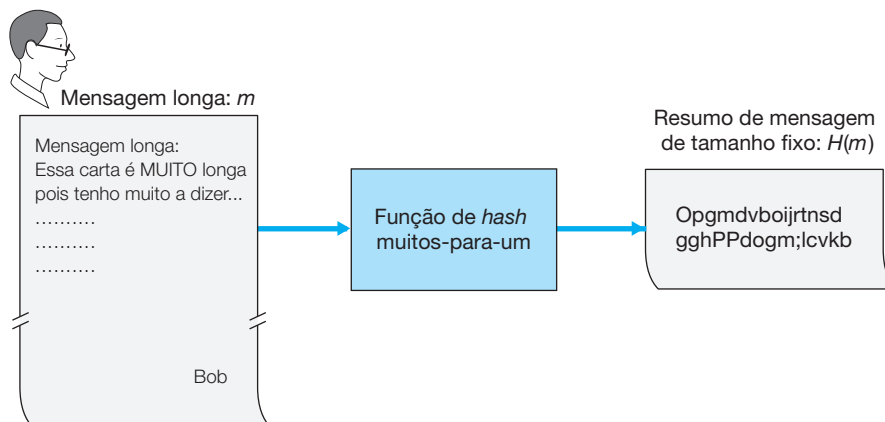 Mensagem longa: m
Mensagem longa:
Essa carta é MUITO longa
pois tenho muito a dizer...
..........
..........
..........
Bob
Função de hash
muitos-para-um
Resumo de mensagem
de tamanho fixo: H(m)
Opgmdvboijrtnsd
gghPPdogm;lcvkb